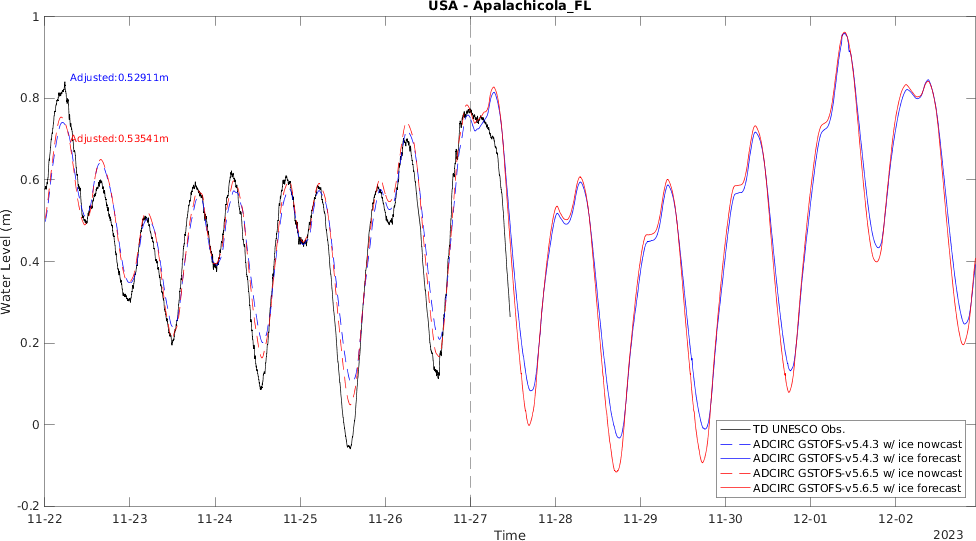 USA - Apalachicola_FL
1
0.8
0.6
0.4
0.2
0
-0.2
Water Level (m)
Adjusted:0.52911m
Adjusted:0.53541m
TD UNESCO Obs.
ADCIRC GSTOFS-v5.4.3 w/ ice nowcast
ADCIRC GSTOFS-v5.4.3 w/ ice forecast
ADCIRC GSTOFS-v5.6.5 w/ ice nowcast
ADCIRC GSTOFS-v5.6.5 w/ ice forecast
11-22 11-23 11-24 11-25 11-26 11-27 11-28 11-29 11-30 12-01 12-02
Time
2023